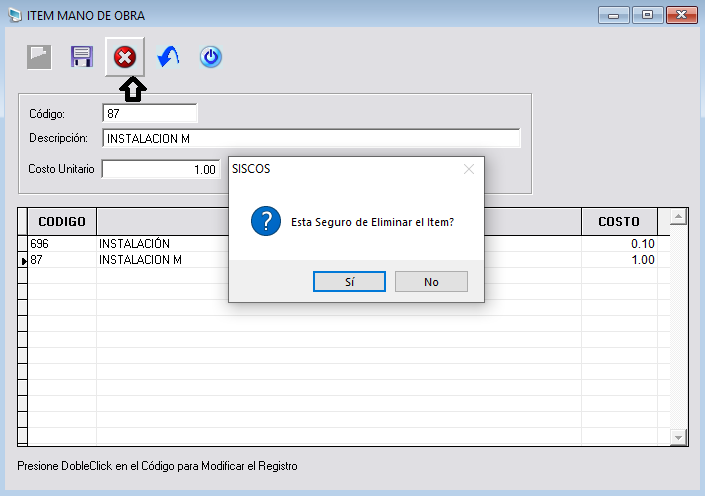 ITEM MANO DE OBRA
Código: 87
Descripción: INSTALACION M
Costo Unitario 1.00
SISCOS
Esta Seguro de Eliminar el Item?
Sí No
CODIGO COSTO
696 INSTALACIÓN 0.10
87 INSTALACION M 1.00
Presione DobleClick en el Código para Modificar el Registro